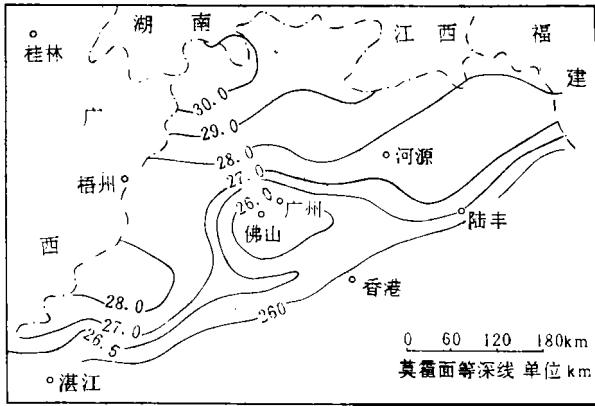 湖 南
江 西
福
建
桂林
30.0
广
29.0
28.0
河源
27.0
梧州
26.0
广州
佛山
陆丰
西
香港
28.0
27.0
26.5
260
湛江
0 60 120 180km
莫霍面等深线 单位 km